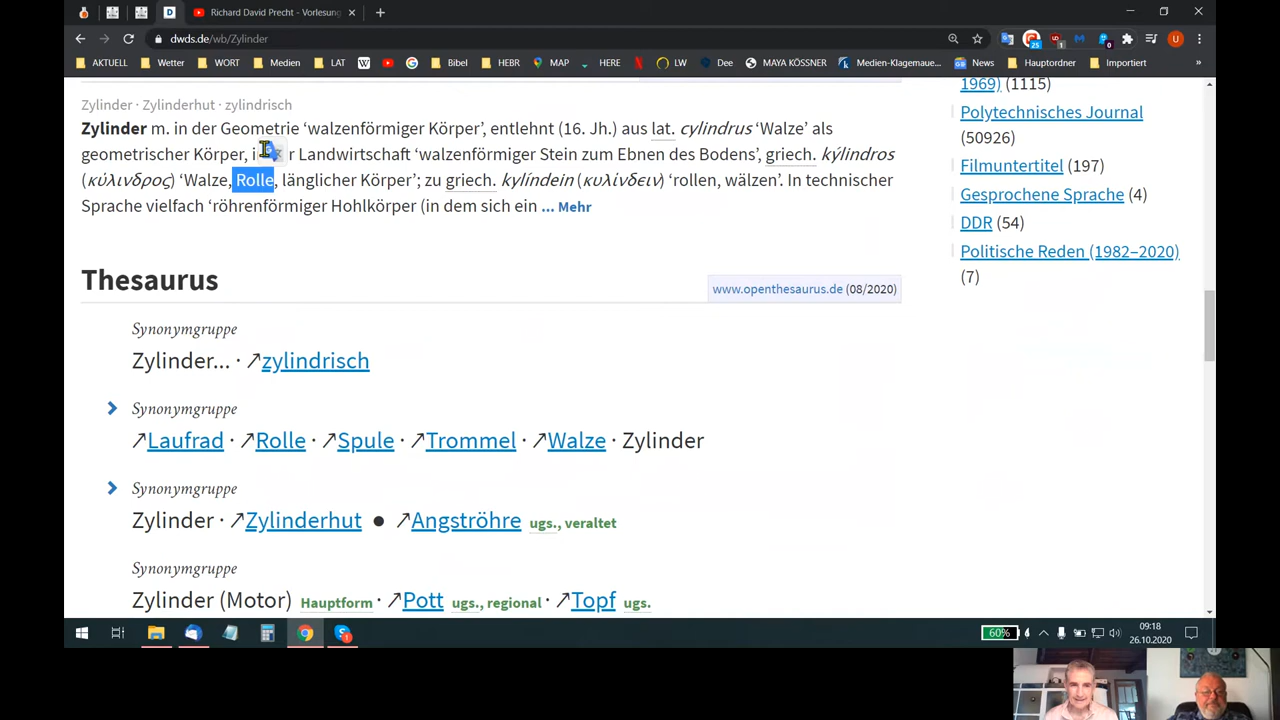 Richard David Precht - Vorlesung
dwds.de/wb/Zylinder
AKTUELL Wetter WORT Medien LAT Bibel HEBR MAP HERE LW Dee MAYA KÖSSNER Medien-Klagemaue... News Hauptordner Importiert »
Zylinder · Zylinderhut · zylindrisch
Zylinder m. in der Geometrie ‘walzenförmiger Körper’, entlehnt (16. Jh.) aus lat. cylindrus ‘Walze’ als
geometrischer Körper, i r Landwirtschaft ‘walzenförmiger Stein zum Ebnen des Bodens’, griech. kýlindros
(κύλινδρος) ‘Walze, Rolle, länglicher Körper’; zu griech. kylindein (κυλίνδειν) ‘rollen, wälzen’. In technischer
Sprache vielfach ‘röhrenförmiger Hohlkörper (in dem sich ein ... Mehr
1969) (1115)
Polytechnisches Journal
(50926)
Filmuntertitel (197)
Gesprochene Sprache (4)
DDR (54)
Politische Reden (1982–2020)
(7)
Thesaurus
www.openthesaurus.de (08/2020)
Synonymgruppe
Zylinder... · ↗zylindrisch
Synonymgruppe
↗Laufrad · ↗Rolle · ↗Spule · ↗Trommel · ↗Walze · Zylinder
Synonymgruppe
Zylinder · ↗Zylinderhut ● ↗Angströhre ugs., veraltet
Synonymgruppe
Zylinder (Motor) Hauptform · ↗Pott ugs., regional · ↗Topf ugs.
60%
09:18
26.10.2020